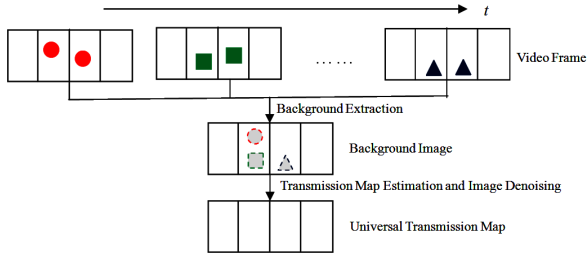 t
Video Frame
... ...
Background Extraction
Background Image
Transmission Map Estimation and Image Denoising
Universal Transmission Map